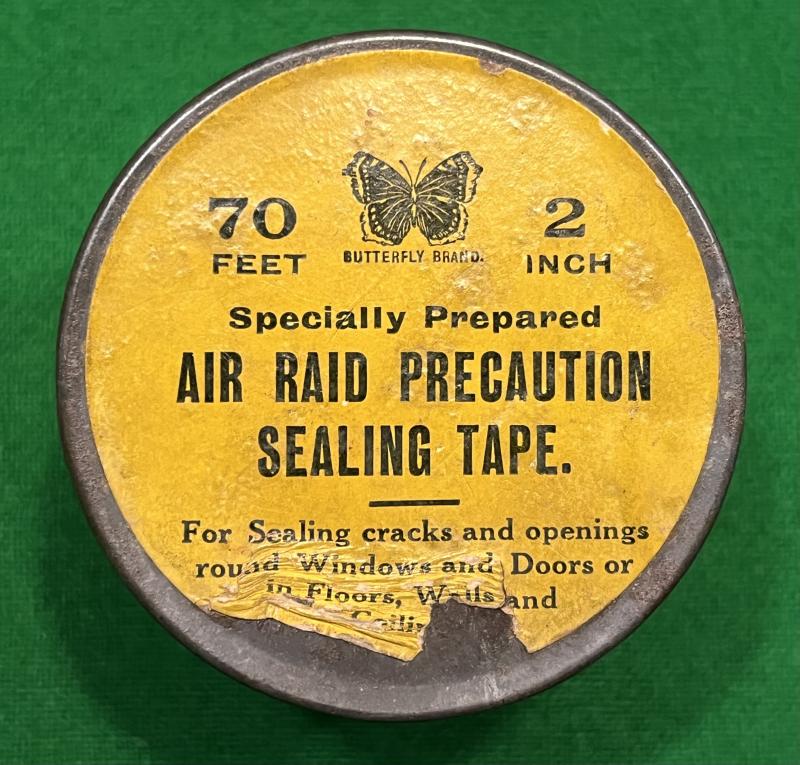 70 FEET
BUTTERFLY BRAND.
2 INCH
Specially Prepared
AIR RAID PRECAUTION
SEALING TAPE.
For Sealing cracks and openings
round Windows and Doors or
in Floors, Walls and